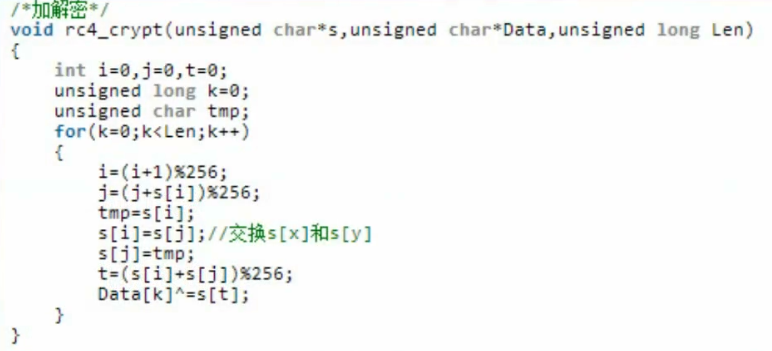 /*加解密*/
void rc4_crypt(unsigned char*s,unsigned char*Data,unsigned long Len)
{
    int i=0,j=0,t=0;
    unsigned long k=0;
    unsigned char tmp;
    for(k=0;k<Len;k++)
    {
        i=(i+1)%256;
        j=(j+s[i])%256;
        tmp=s[i];
        s[i]=s[j];//交换s[x]和s[y]
        s[j]=tmp;
        t=(s[i]+s[j])%256;
        Data[k]^=s[t];
    }
}